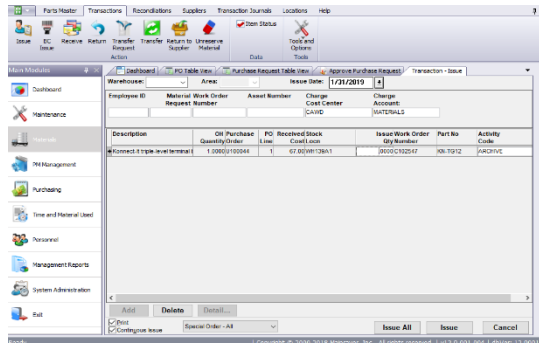 Parts Master Transactions Reconciliations Suppliers Transaction Journals Locations Help
Issue EC Issue Receive Return Transfer Request Transfer Return to Supplier Unreserve Material Item Status Tools and Options
Action Data Tools
Main Modules
Dashboard PO Table View Purchase Request Table View Approve Purchase Request Transaction - Issue
Warehouse: Area: Issue Date: 1/31/2019
Employee ID Material Request Work Order Number Asset Number Charge Cost Center Charge Account:
CAWD MATERIALS
Description OH Quantity Purchase Order PO Line Received Cost Stock Locn Issue Qty Work Order Number Part No Activity Code
Konnect-It triple-level terminal 1.0000 1 67.00 WH139A1 .0000 C102547 KN-TG12 ARCHIVE
Dashboard
Maintenance
Materials
PM Management
Purchasing
Time and Material Used
Personnel
Management Reports
System Administration
Exit
Add Delete Detail...
Print
Continuous Issue
Special Order - All
Issue All Issue Cancel
Ready